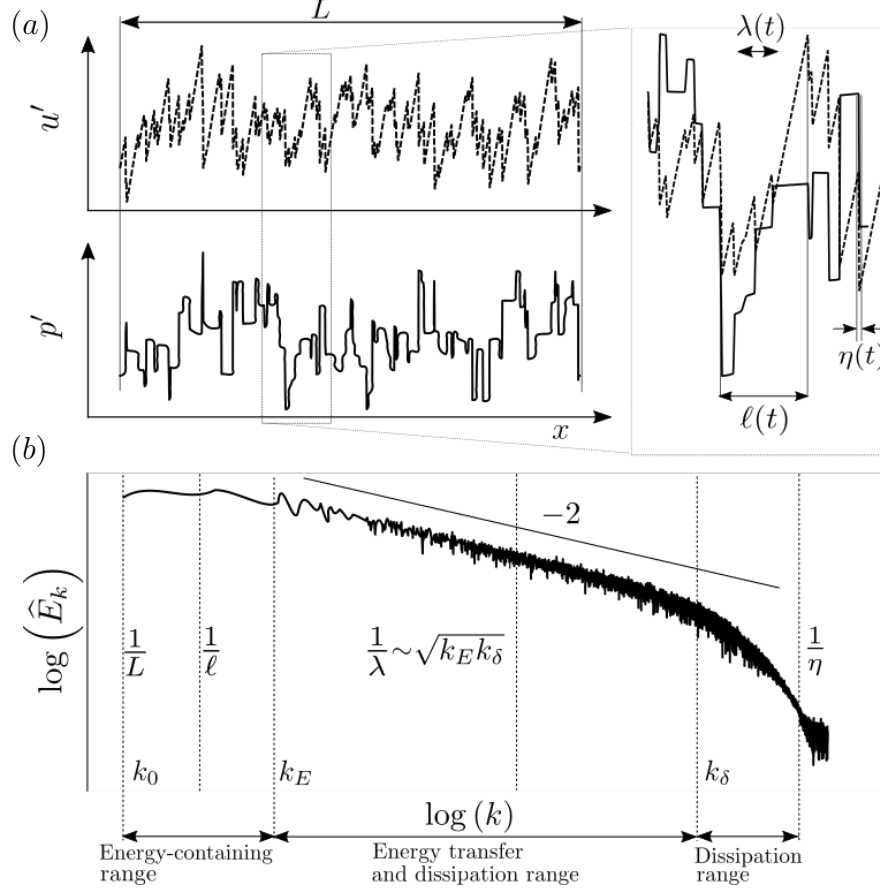 (a)
L
u′
p′
x
λ(t)
η(t)
ℓ(t)
(b)
log (Ê_k)
−2
1/L
1/ℓ
1/λ ~ √k_E k_δ
1/η
k_0
k_E
k_δ
log (k)
Energy-containing
range
Energy transfer
and dissipation range
Dissipation
range